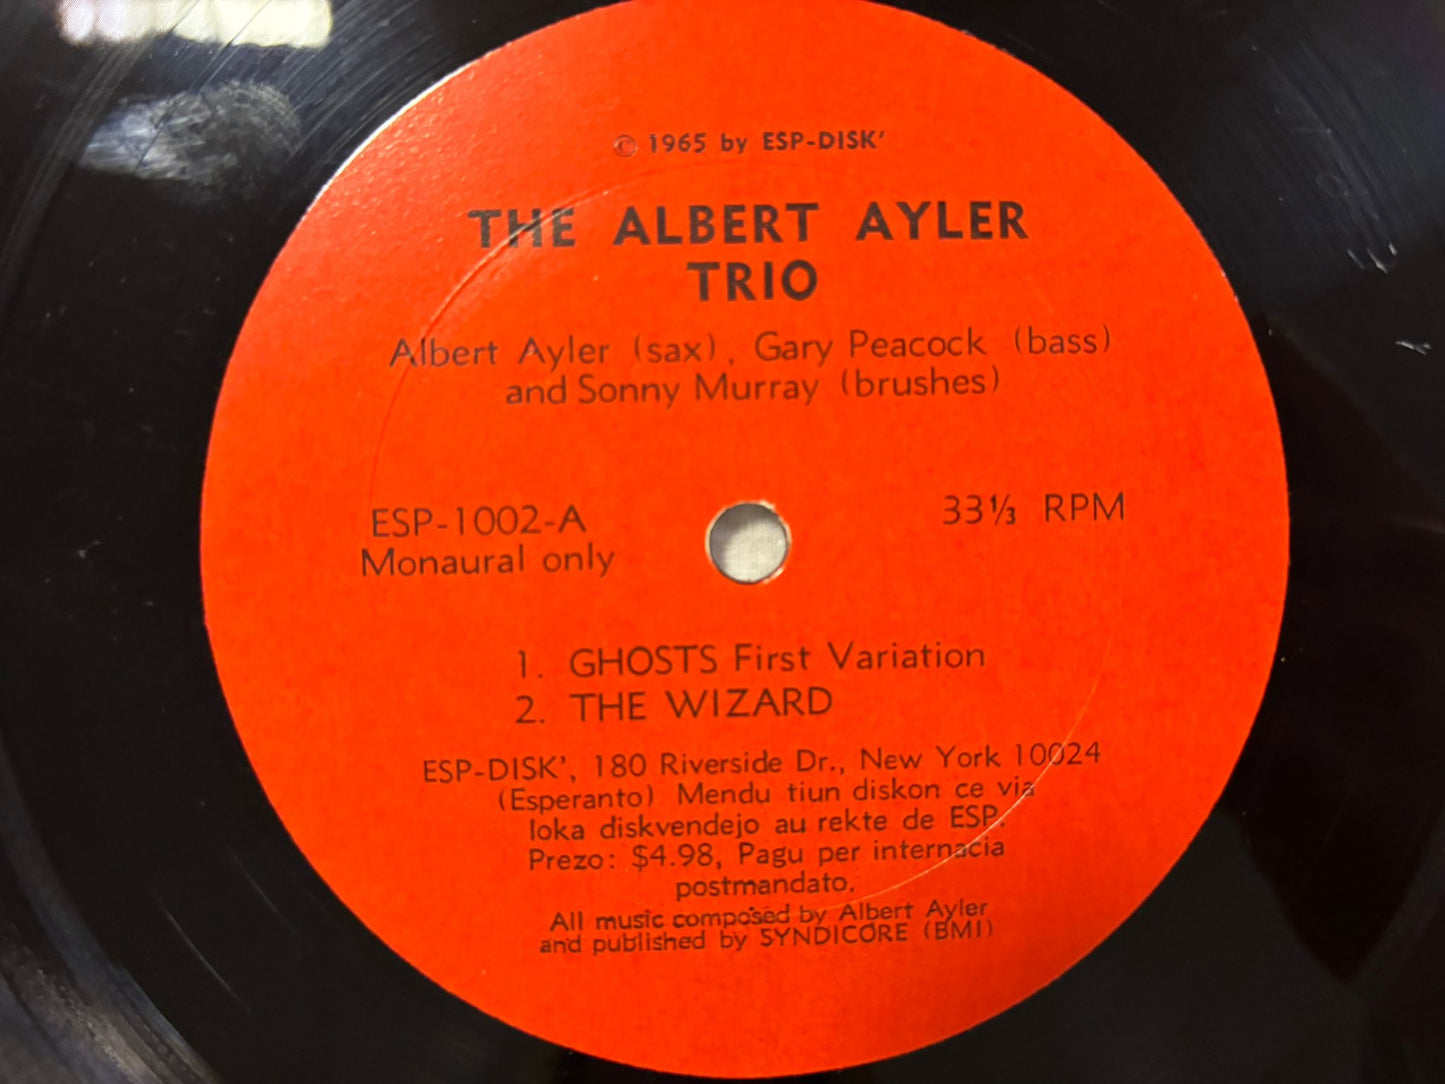 © 1965 by ESP-DISK'
THE ALBERT AYLER
TRIO
Albert Ayler (sax), Gary Peacock (bass)
and Sonny Murray (brushes)
ESP-1002-A
Monaural only
33⅓ RPM
1. GHOSTS First Variation
2. THE WIZARD
ESP-DISK', 180 Riverside Dr., New York 10024
(Esperanto) Mendu tiun diskon ce via
loka diskvendejo au rekte de ESP.
Prezo: $4.98, Pagu per internacia
postmandato.
All music composed by Albert Ayler
and published by SYNDICORE (BMI)